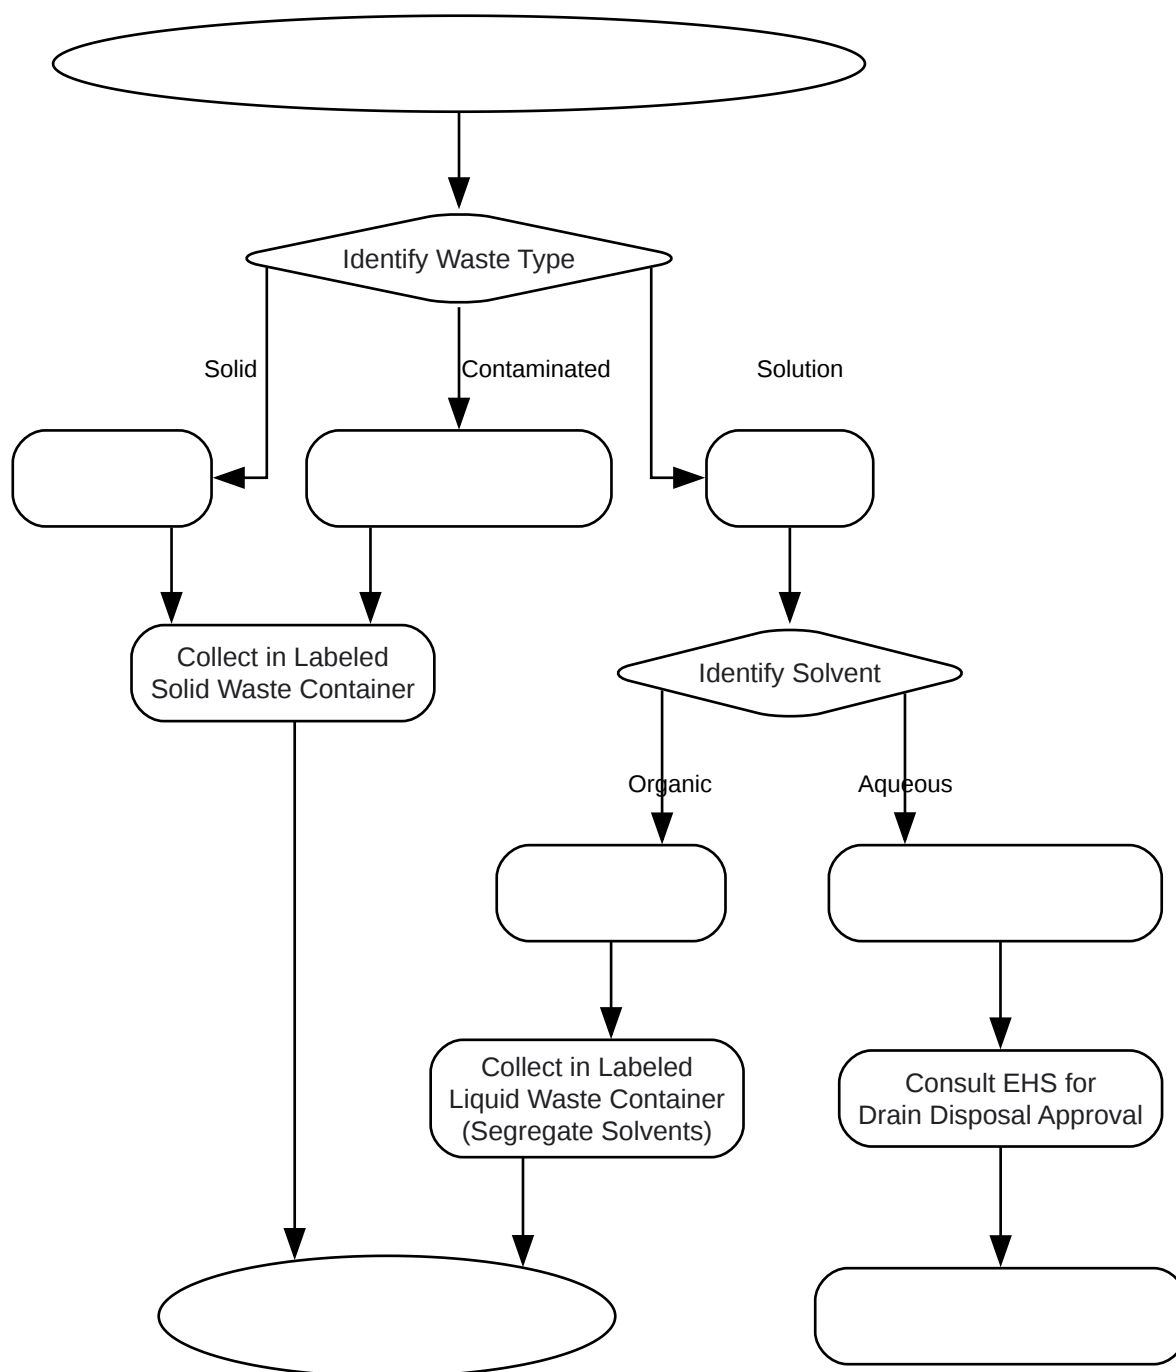 Identify Waste Type
Solid
Contaminated
Solution
Collect in Labeled
Solid Waste Container
Identify Solvent
Organic
Aqueous
Collect in Labeled
Liquid Waste Container
(Segregate Solvents)
Consult EHS for
Drain Disposal Approval